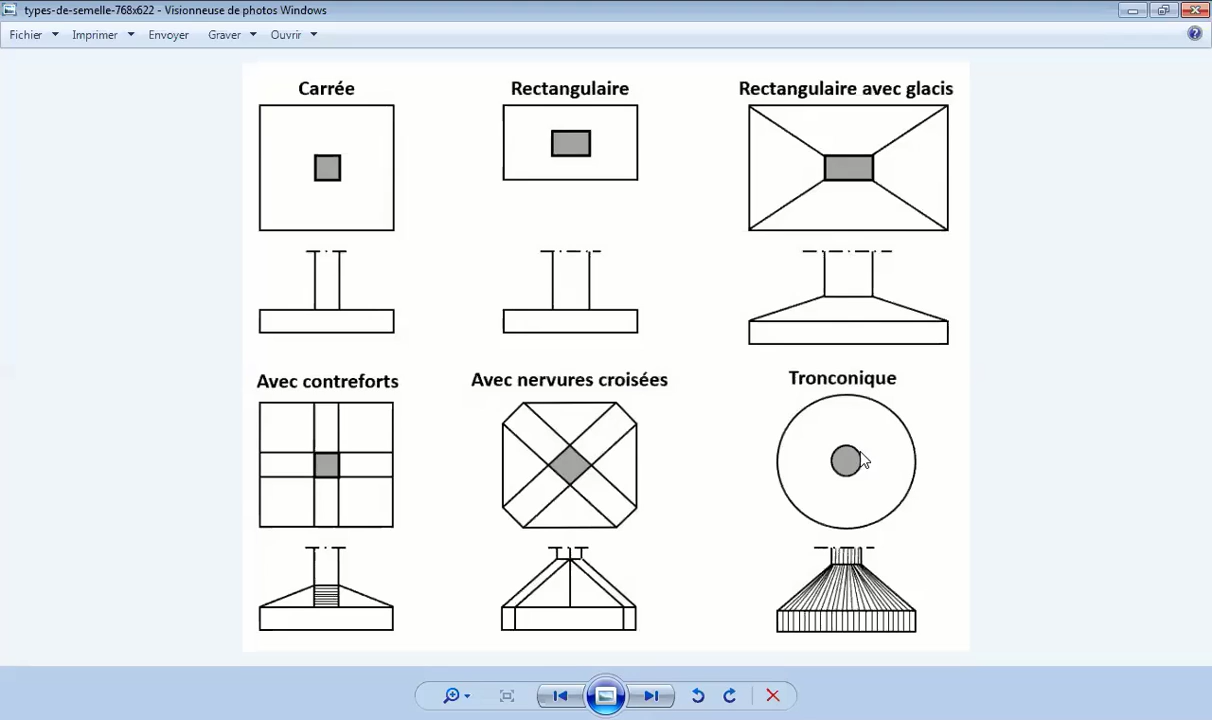 types-de-semelle-768x622 - Visionneuse de photos Windows
Fichier Imprimer Envoyer Graver Ouvrir
Carrée Rectangulaire Rectangulaire avec glacis
Avec contreforts Avec nervures croisées Tronconique